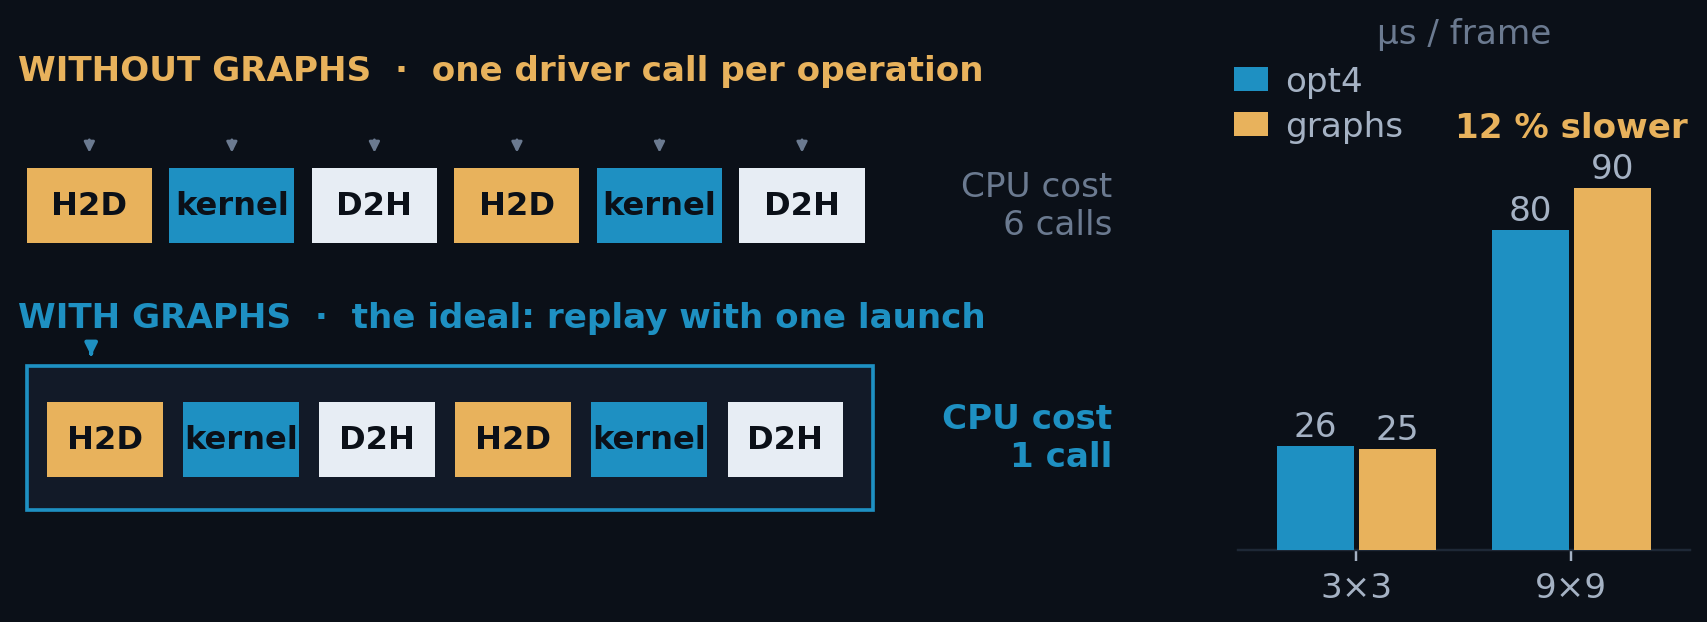 WITHOUT GRAPHS · one driver call per operation
H2D kernel D2H H2D kernel D2H
CPU cost
6 calls
WITH GRAPHS · the ideal: replay with one launch
H2D kernel D2H H2D kernel D2H
CPU cost
1 call
µs / frame
opt4
graphs
12 % slower
26 25 80 90
3×3 9×9